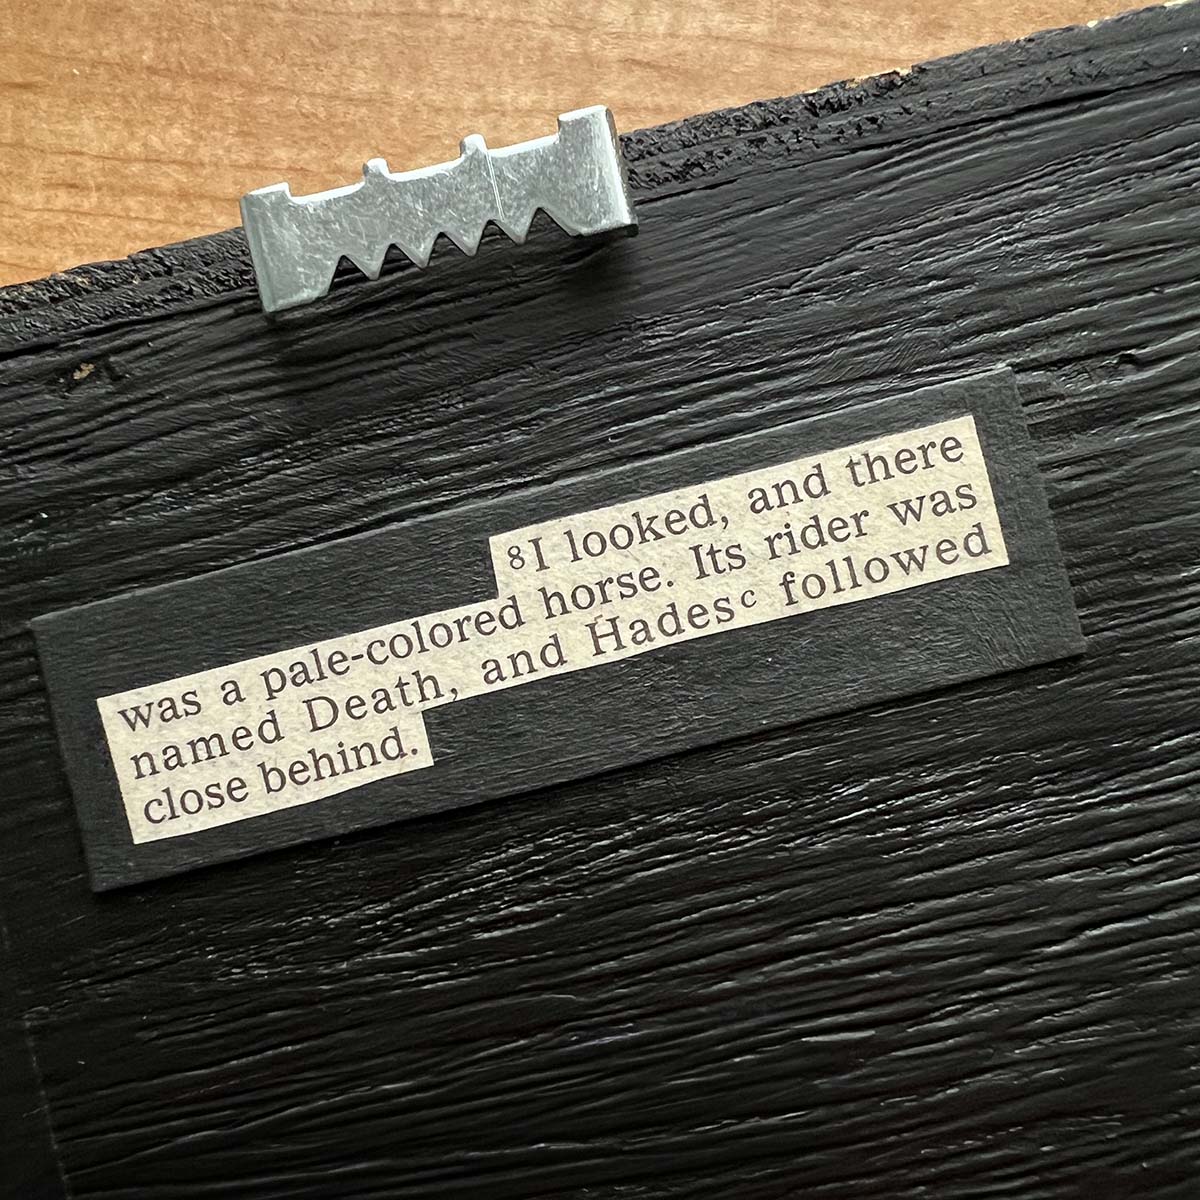 8I looked, and there
was a pale-colored horse. Its rider was
named Death, and Hadesᶜ followed
close behind.